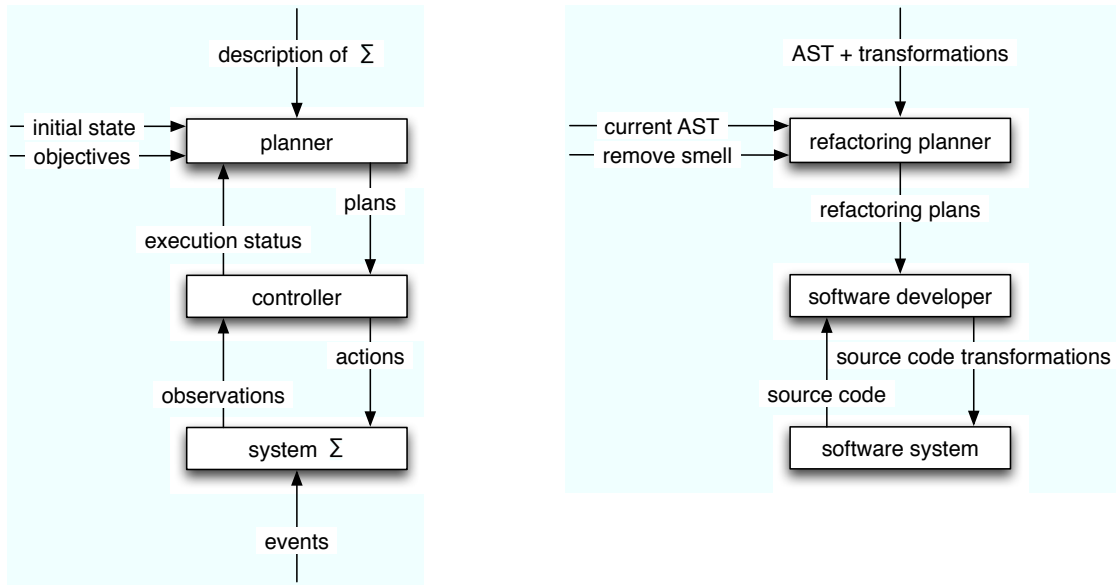 description of Σ
initial state
objectives
planner
plans
execution status
controller
actions
observations
system Σ
events
AST + transformations
current AST
remove smell
refactoring planner
refactoring plans
software developer
source code transformations
source code
software system